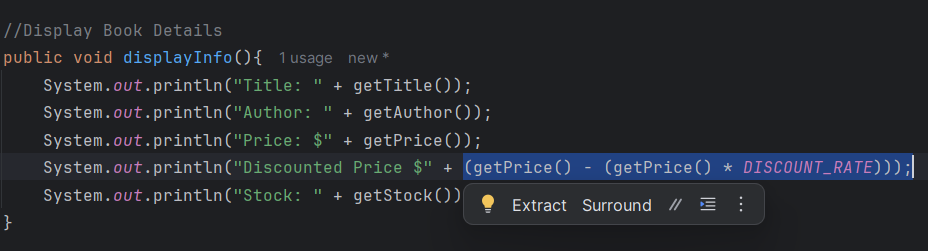 //Display Book Details
public void displayInfo(){ 1 usage new *
System.out.println("Title: " + getTitle());
System.out.println("Author: " + getAuthor());
System.out.println("Price: $" + getPrice());
System.out.println("Discounted Price $" + (getPrice() - (getPrice() * DISCOUNT_RATE)));
System.out.println("Stock: " + getStock())
Extract Surround //
}